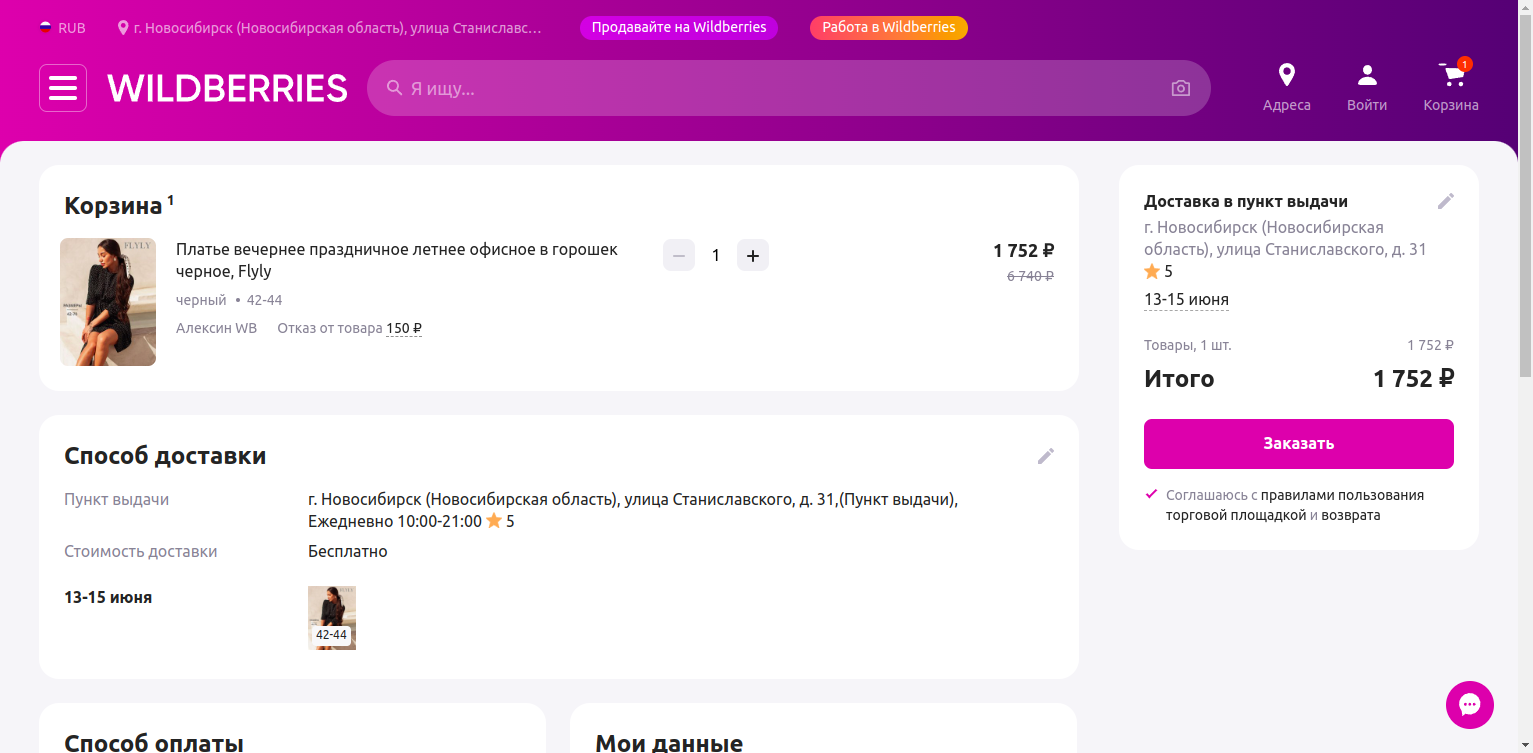 RUB
г. Новосибирск (Новосибирская область), улица Станиславс...
Продавайте на Wildberries
Работа в Wildberries
WILDBERRIES
Я ищу...
Адреса
Войти
1
Корзина
Корзина 1
FLYLY
Платье вечернее праздничное летнее офисное в горошек
черное, Flyly
черный • 42-44
Алексин WB Отказ от товара 150 ₽
1
1 752 ₽
6 740 ₽
Способ доставки
Пункт выдачи
г. Новосибирск (Новосибирская область), улица Станиславского, д. 31,(Пункт выдачи),
Ежедневно 10:00-21:00 5
Стоимость доставки
Бесплатно
13-15 июня
42-44
Способ оплаты
Мои данные
Доставка в пункт выдачи
г. Новосибирск (Новосибирская
область), улица Станиславского, д. 31
5
13-15 июня
Товары, 1 шт. 1 752 ₽
Итого 1 752 ₽
Заказать
Соглашаюсь с правилами пользования
торговой площадкой и возврата